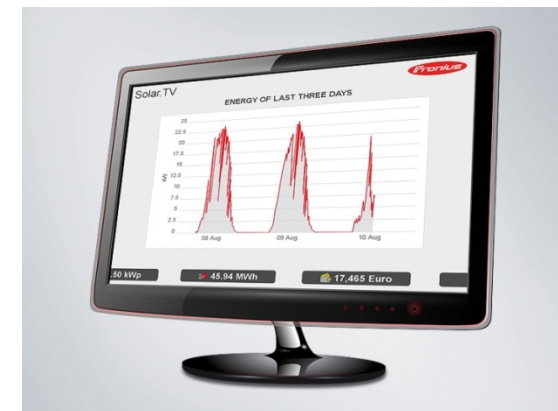 Solar.TV
Fronius
ENERGY OF LAST THREE DAYS
25
22.5
20
17.5
15
12.5
10
7.5
5
2.5
0
kW
08 Aug
09 Aug
10 Aug
.50 kWp
45.94 MWh
17,465 Euro